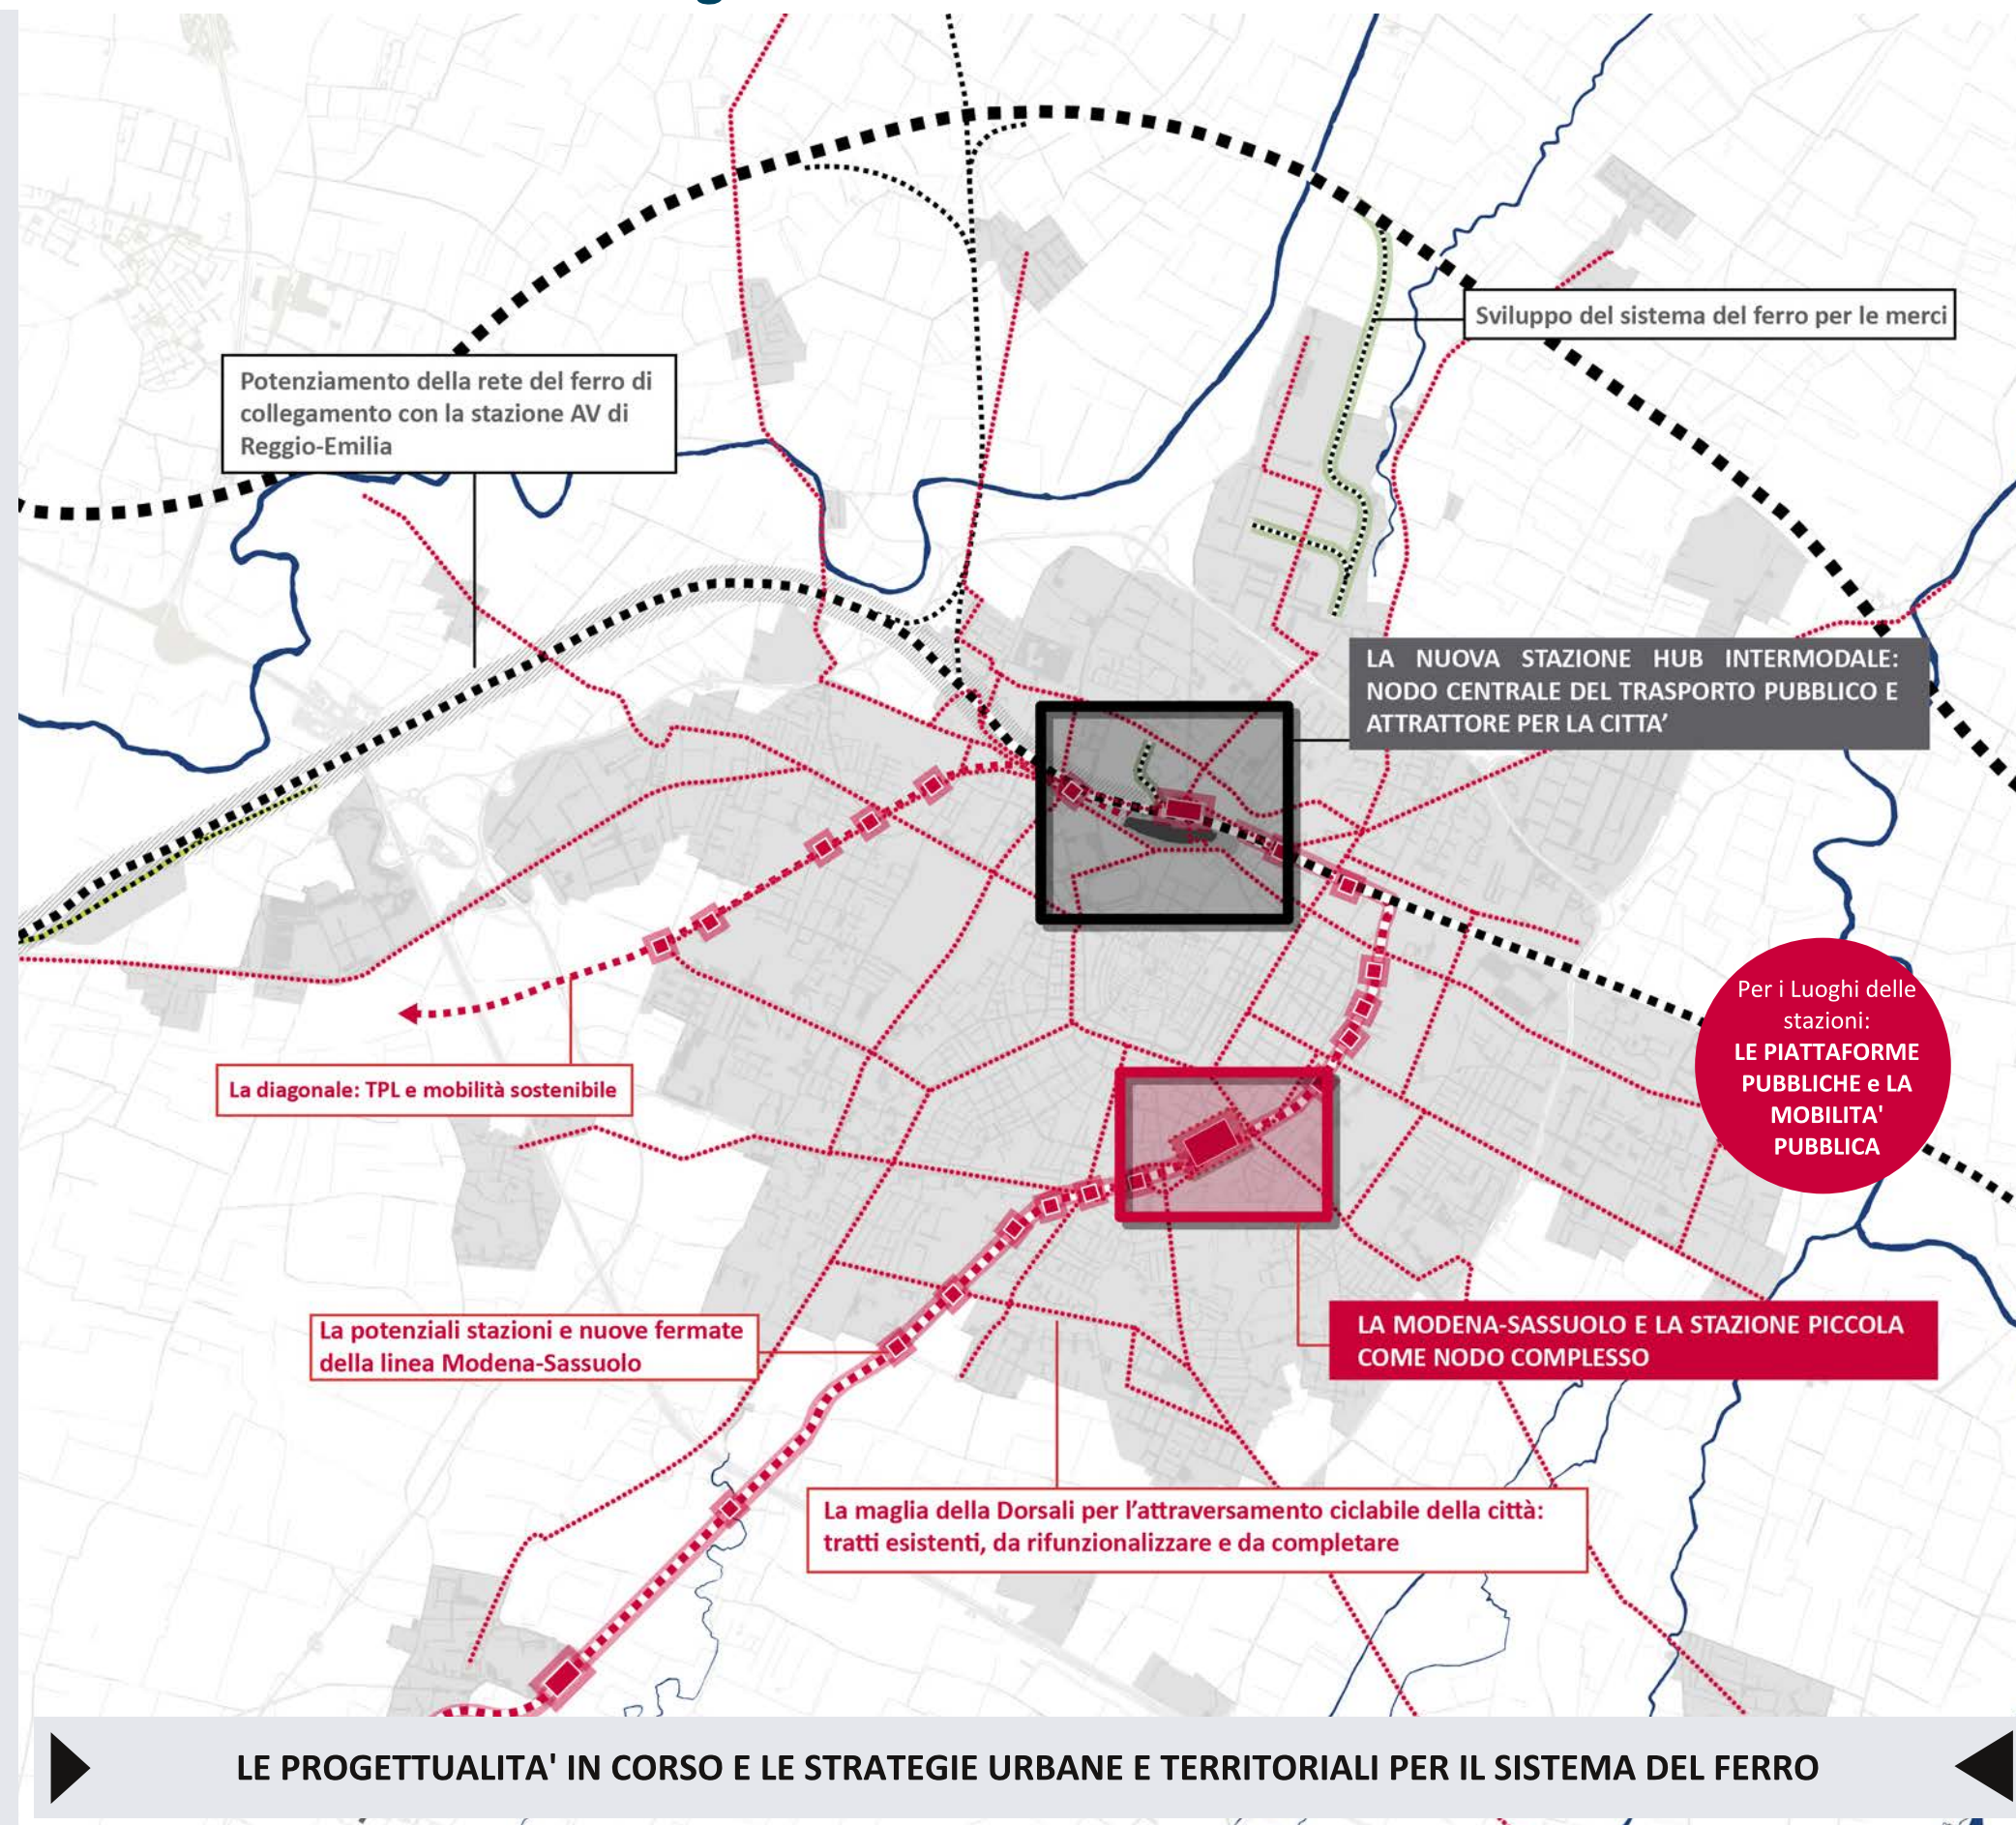 Sviluppo del sistema del ferro per le merci
Potenziamento della rete del ferro di
collegamento con la stazione AV di
Reggio-Emilia
LA NUOVA STAZIONE HUB INTERMODALE:
NODO CENTRALE DEL TRASPORTO PUBBLICO E
ATTRATTORE PER LA CITTA’
Per i Luoghi delle
stazioni:
LE PIATTAFORME
PUBBLICHE e LA
MOBILITA'
PUBBLICA
La diagonale: TPL e mobilità sostenibile
La potenziali stazioni e nuove fermate
della linea Modena-Sassuolo
LA MODENA-SASSUOLO E LA STAZIONE PICCOLA
COME NODO COMPLESSO
La maglia della Dorsali per l’attraversamento ciclabile della città:
tratti esistenti, da rifunzionalizzare e da completare
LE PROGETTUALITA' IN CORSO E LE STRATEGIE URBANE E TERRITORIALI PER IL SISTEMA DEL FERRO